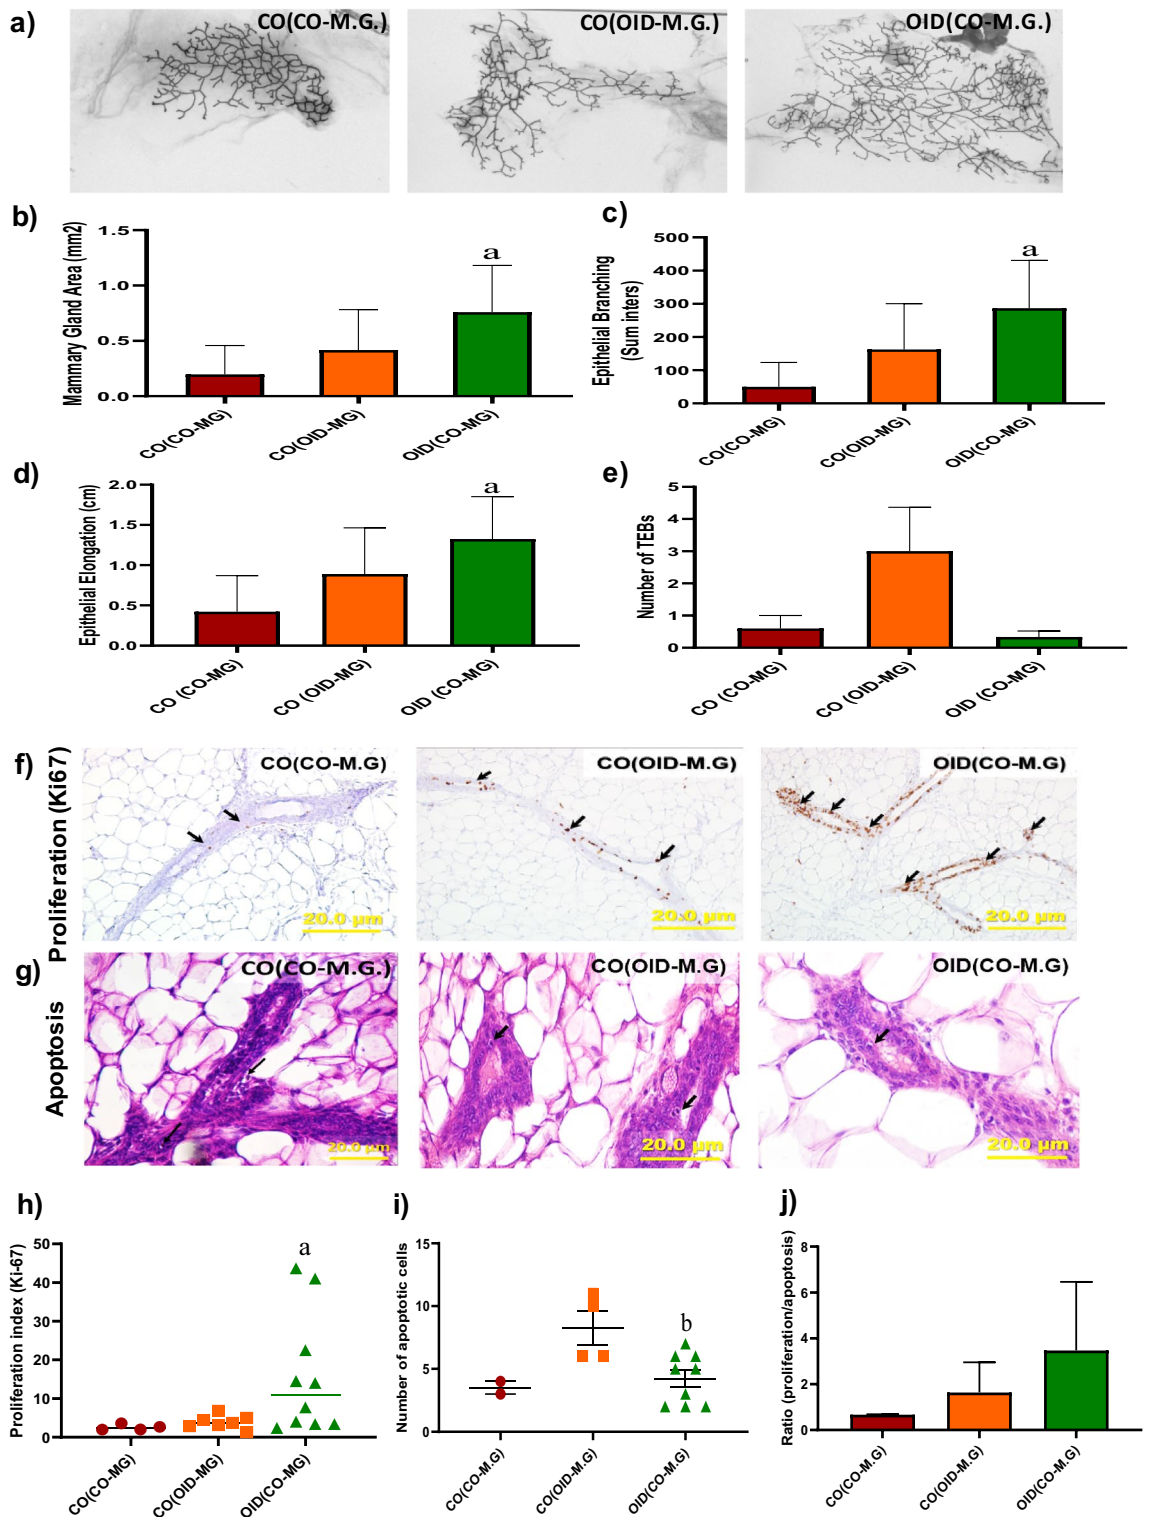 a)
CO(CO-M.G.)
CO(OID-M.G.)
OID(CO-M.G.)
b)
Mammary Gland Area (mm2)
1.5
1.0
0.5
0.0
a
CO(CO-MG)
CO(OID-MG)
OID(CO-MG)
c)
Epithelial Branching
(Sum inters)
500
400
300
200
100
0
a
CO(CO-MG)
CO(OID-MG)
OID(CO-MG)
d)
Epithelial Elongation (cm)
2.0
1.5
1.0
0.5
0.0
a
CO (CO-MG)
CO (OID-MG)
OID (CO-MG)
e)
Number of TEBs
5
4
3
2
1
0
CO (CO-MG)
CO (OID-MG)
OID (CO-MG)
f)
Proliferation (Ki67)
CO(CO-M.G)
20.0 µm
CO(OID-M.G)
20.0 µm
OID(CO-M.G)
20.0 µm
g)
Apoptosis
CO(CO-M.G.)
20.0 µm
CO(OID-M.G)
20.0 µm
OID(CO-M.G)
20.0 µm
h)
Proliferation index (Ki-67)
50
40
30
20
10
0
a
CO(CO-MG)
CO(OID-MG)
OID(CO-MG)
i)
Number of apoptotic cells
15
10
5
0
b
CO(CO-M.G)
CO(OID-M.G)
OID(CO-M.G)
j)
Ratio (proliferation/apoptosis)
8
6
4
2
0
CO(CO-M.G)
CO(OID-M.G)
OID(CO-M.G)